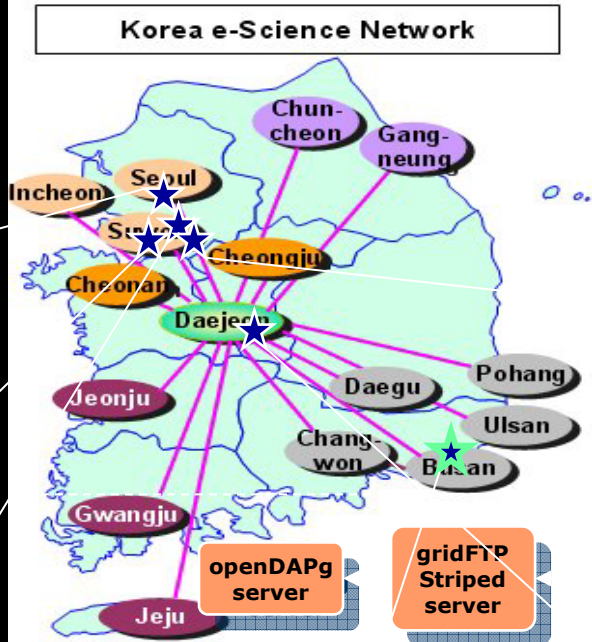 Korea e-Science Network
Chun-
cheon
Gang-
neung
Seoul
Incheon
Suwon
Cheongju
Cheonan
Daejeon
Pohang
Daegu
Jeonju
Ulsan
Chang-
won
Busan
Gwangju
openDAPg
server
gridFTP
Striped
server
Jeju